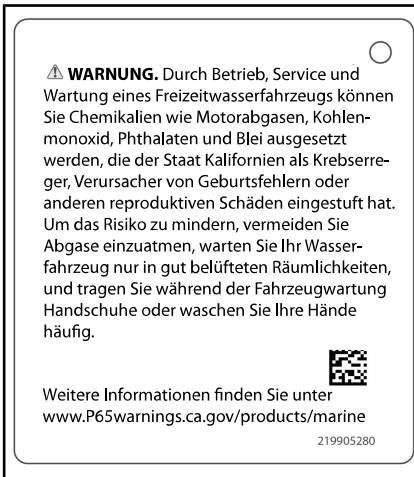 ⚠ WARNUNG. Durch Betrieb, Service und
Wartung eines Freizeitwasserfahrzeugs können
Sie Chemikalien wie Motorabgasen, Kohlen-
monoxid, Phthalaten und Blei ausgesetzt
werden, die der Staat Kalifornien als Krebserre-
ger, Verursacher von Geburtsfehlern oder
anderen reproduktiven Schäden eingestuft hat.
Um das Risiko zu mindern, vermeiden Sie
Abgase einzuatmen, warten Sie Ihr Wasser-
fahrzeug nur in gut belüfteten Räumlichkeiten,
und tragen Sie während der Fahrzeugwartung
Handschuhe oder waschen Sie Ihre Hände
häufig.
Weitere Informationen finden Sie unter
www.P65warnings.ca.gov/products/marine
219905280